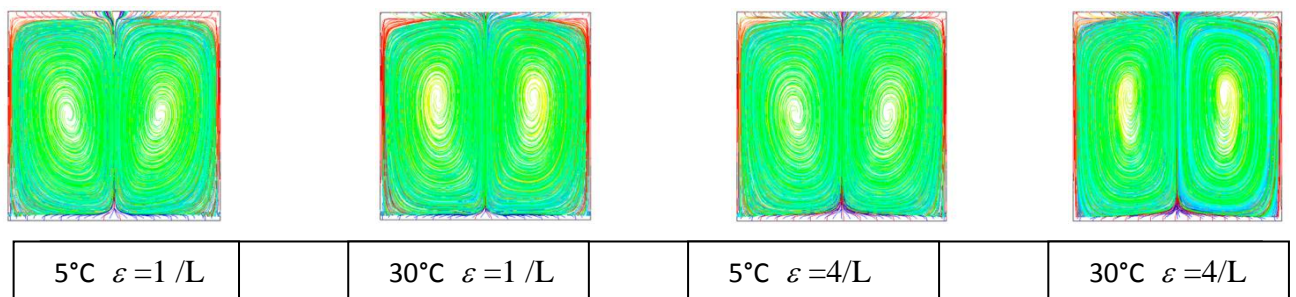 5°C ε =1 /L
30°C ε =1 /L
5°C ε =4/L
30°C ε =4/L